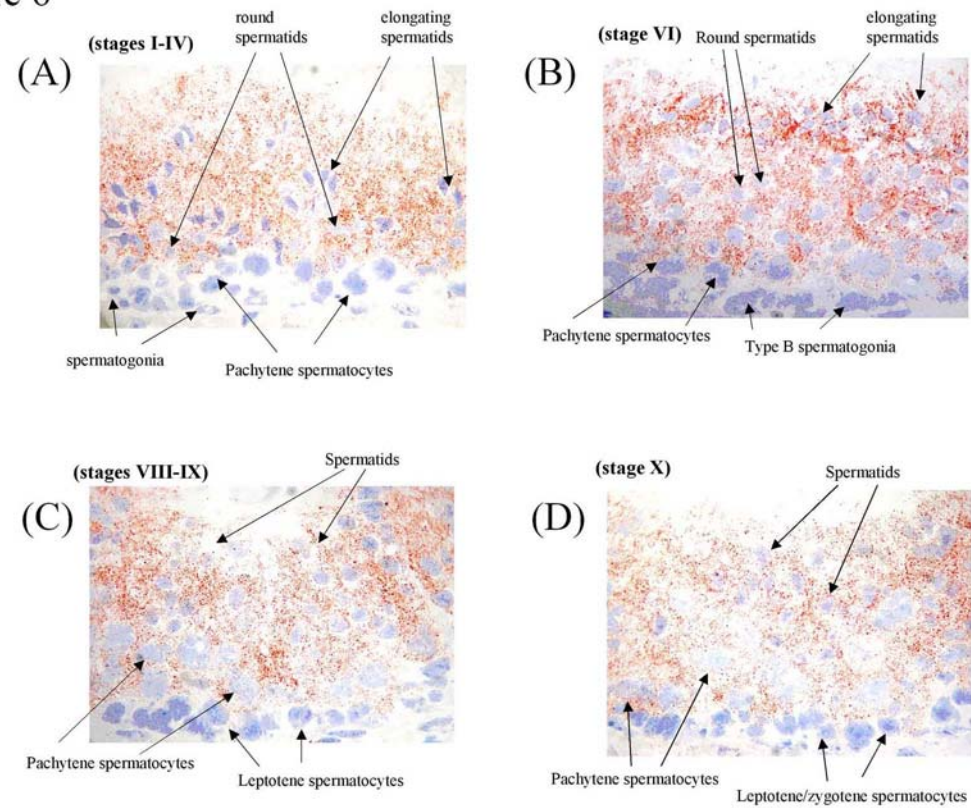 (stages I-IV)
round
spermatids
elongating
spermatids
(A)
spermatogonia
Pachytene spermatocytes
(stage VI)
Round spermatids
elongating
spermatids
(B)
Pachytene spermatocytes
Type B spermatogonia
(stages VIII-IX)
Spermatids
(C)
Pachytene spermatocytes
Leptotene spermatocytes
(stage X)
Spermatids
(D)
Pachytene spermatocytes
Leptotene/zygotene spermatocytes